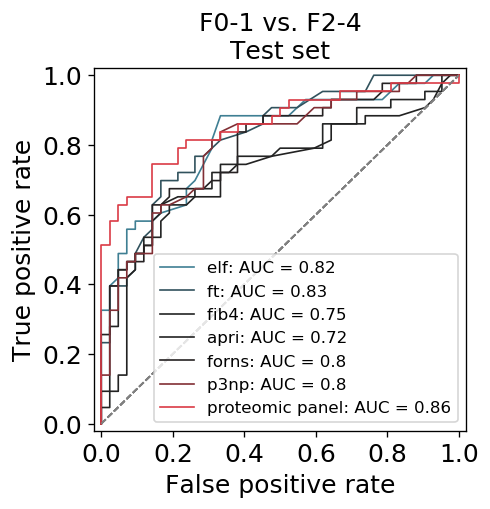 F0-1 vs. F2-4
Test set
True positive rate
1.0
0.8
0.6
0.4
0.2
0.0
elf: AUC = 0.82
ft: AUC = 0.83
fib4: AUC = 0.75
apri: AUC = 0.72
forns: AUC = 0.8
p3np: AUC = 0.8
proteomic panel: AUC = 0.86
0.0 0.2 0.4 0.6 0.8 1.0
False positive rate